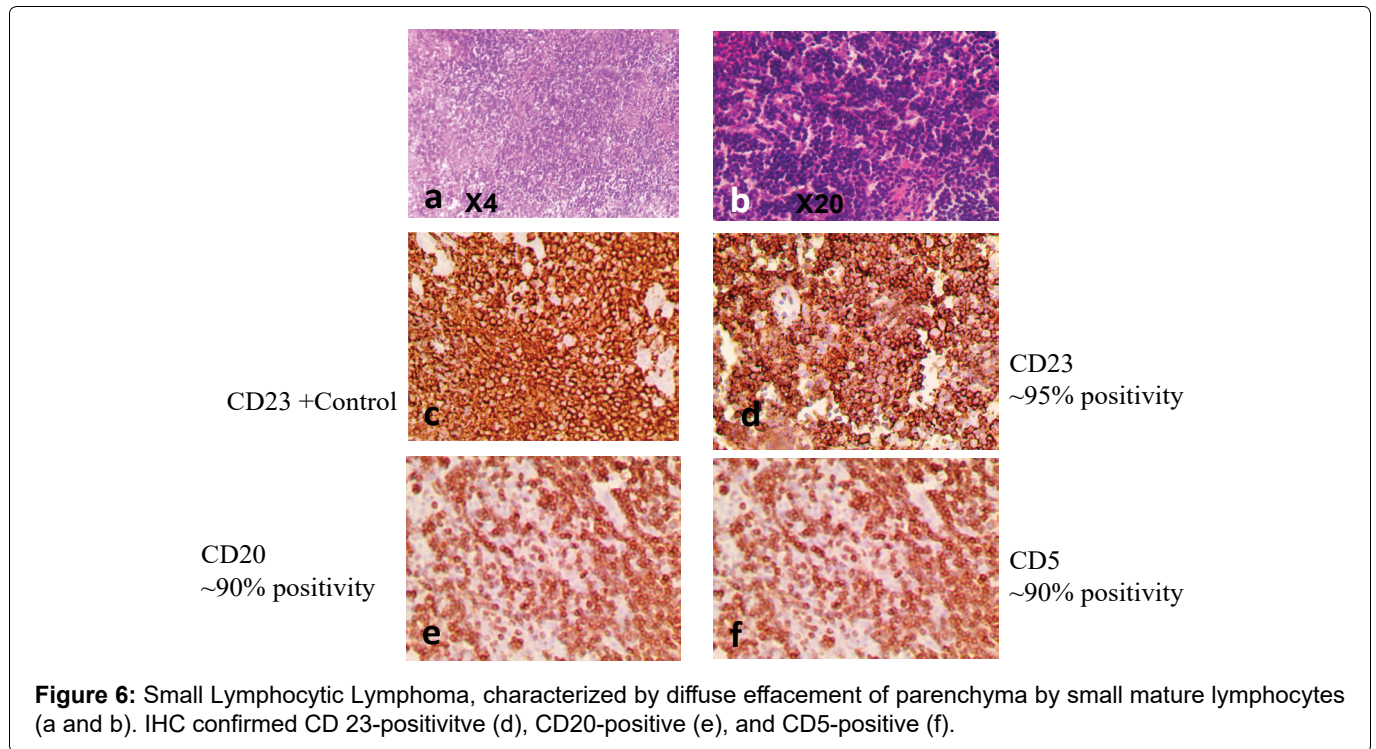 a X4
b X20
CD23 +Control
c
d
CD23
~95% positivity
CD20
~90% positivity
e
f
CD5
~90% positivity
Figure 6: Small Lymphocytic Lymphoma, characterized by diffuse effacement of parenchyma by small mature lymphocytes
(a and b). IHC confirmed CD 23-positivitve (d), CD20-positive (e), and CD5-positive (f).